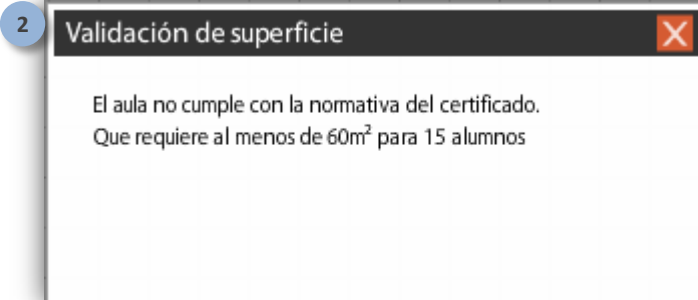 2
Validación de superficie
El aula no cumple con la normativa del certificado.
Que requiere al menos de 60m² para 15 alumnos